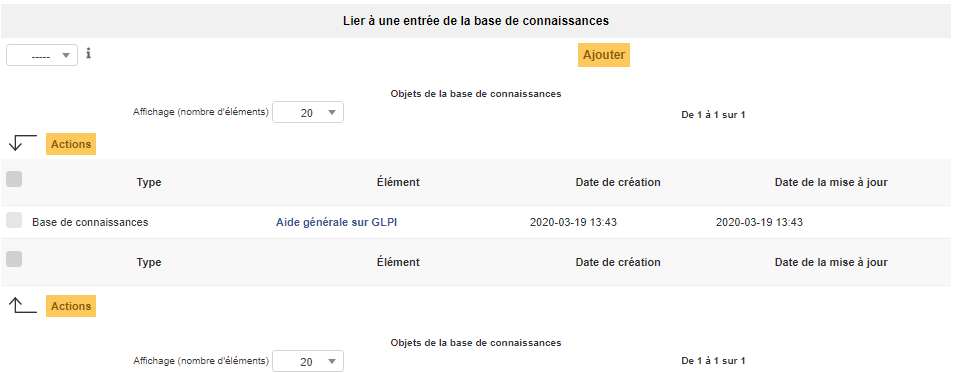 Lier à une entrée de la base de connaissances
----- Ajouter
Objets de la base de connaissances
Affichage (nombre d'éléments) 20 De 1 à 1 sur 1
Actions
Type Élément Date de création Date de la mise à jour
Base de connaissances Aide générale sur GLPI 2020-03-19 13:43 2020-03-19 13:43
Type Élément Date de création Date de la mise à jour
Actions
Objets de la base de connaissances
Affichage (nombre d'éléments) 20 De 1 à 1 sur 1